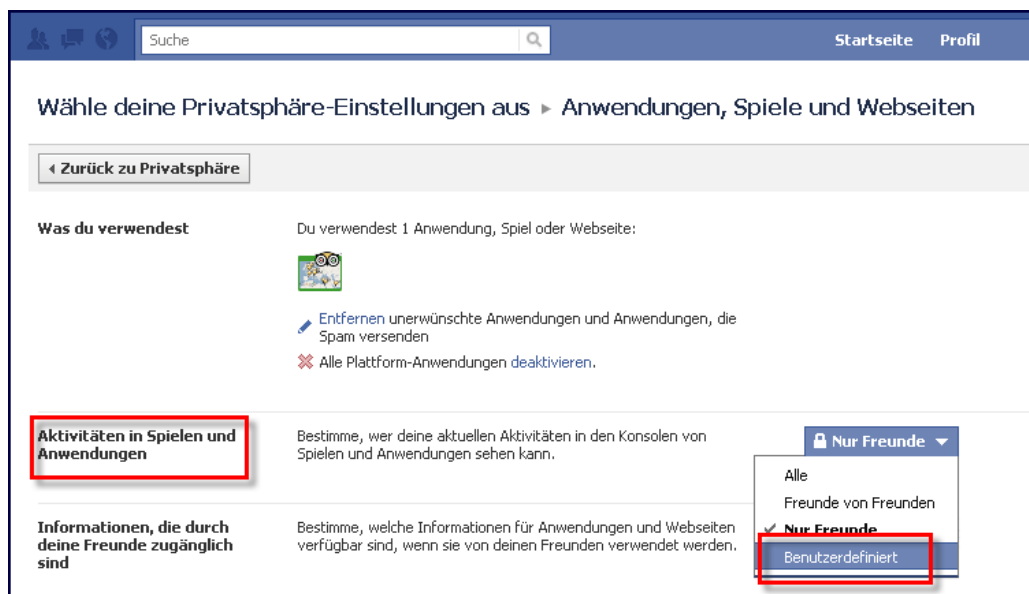 Suche
Startseite Profil
Wähle deine Privatsphäre-Einstellungen aus ▸ Anwendungen, Spiele und Webseiten
Zurück zu Privatsphäre
Was du verwendest
Du verwendest 1 Anwendung, Spiel oder Webseite:
Entfernen unerwünschte Anwendungen und Anwendungen, die
Spam versenden
Alle Plattform-Anwendungen deaktivieren.
Aktivitäten in Spielen und
Anwendungen
Bestimme, wer deine aktuellen Aktivitäten in den Konsolen von
Spielen und Anwendungen sehen kann.
Nur Freunde
Alle
Freunde von Freunden
Nur Freunde
Benutzerdefiniert
Informationen, die durch
deine Freunde zugänglich
sind
Bestimme, welche Informationen für Anwendungen und Webseiten
verfügbar sind, wenn sie von deinen Freunden verwendet werden.